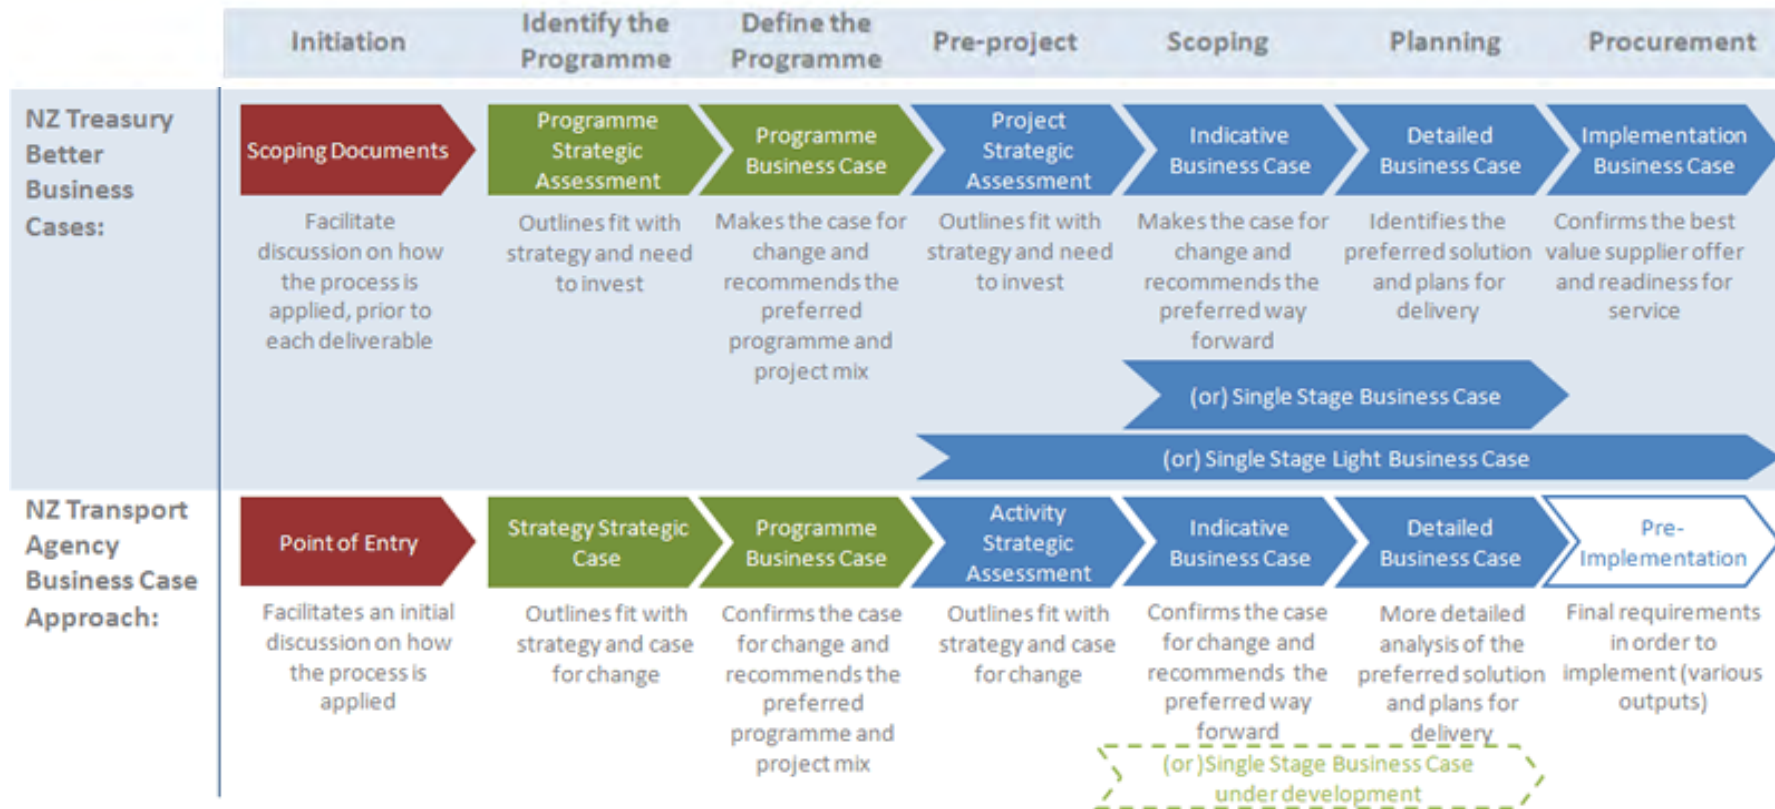 Initiation
Identify the
Programme
Define the
Programme
Pre-project
Scoping
Planning
Procurement
NZ Treasury
Better
Business
Cases:
Scoping Documents
Programme
Strategic
Assessment
Programme
Business Case
Project
Strategic
Assessment
Indicative
Business Case
Detailed
Business Case
Implementation
Business Case
Facilitate
discussion on how
the process is
applied, prior to
each deliverable
Outlines fit with
strategy and need
to invest
Makes the case for
change and
recommends the
preferred
programme and
project mix
Outlines fit with
strategy and need
to invest
Makes the case for
change and
recommends the
preferred way
forward
Identifies the
preferred solution
and plans for
delivery
Confirms the best
value supplier offer
and readiness for
service
(or) Single Stage Business Case
(or) Single Stage Light Business Case
NZ Transport
Agency
Business Case
Approach:
Point of Entry
Strategy Strategic
Case
Programme
Business Case
Activity
Strategic
Assessment
Indicative
Business Case
Detailed
Business Case
Pre-
Implementation
Facilitates an initial
discussion on how
the process is
applied
Outlines fit with
strategy and case
for change
Confirms the case
for change and
recommends the
preferred
programme and
project mix
Outlines fit with
strategy and case
for change
Confirms the case
for change and
recommends the
preferred way
forward
More detailed
analysis of the
preferred solution
and plans for
delivery
Final requirements
in order to
implement (various
outputs)
(or )Single Stage Business Case
under development